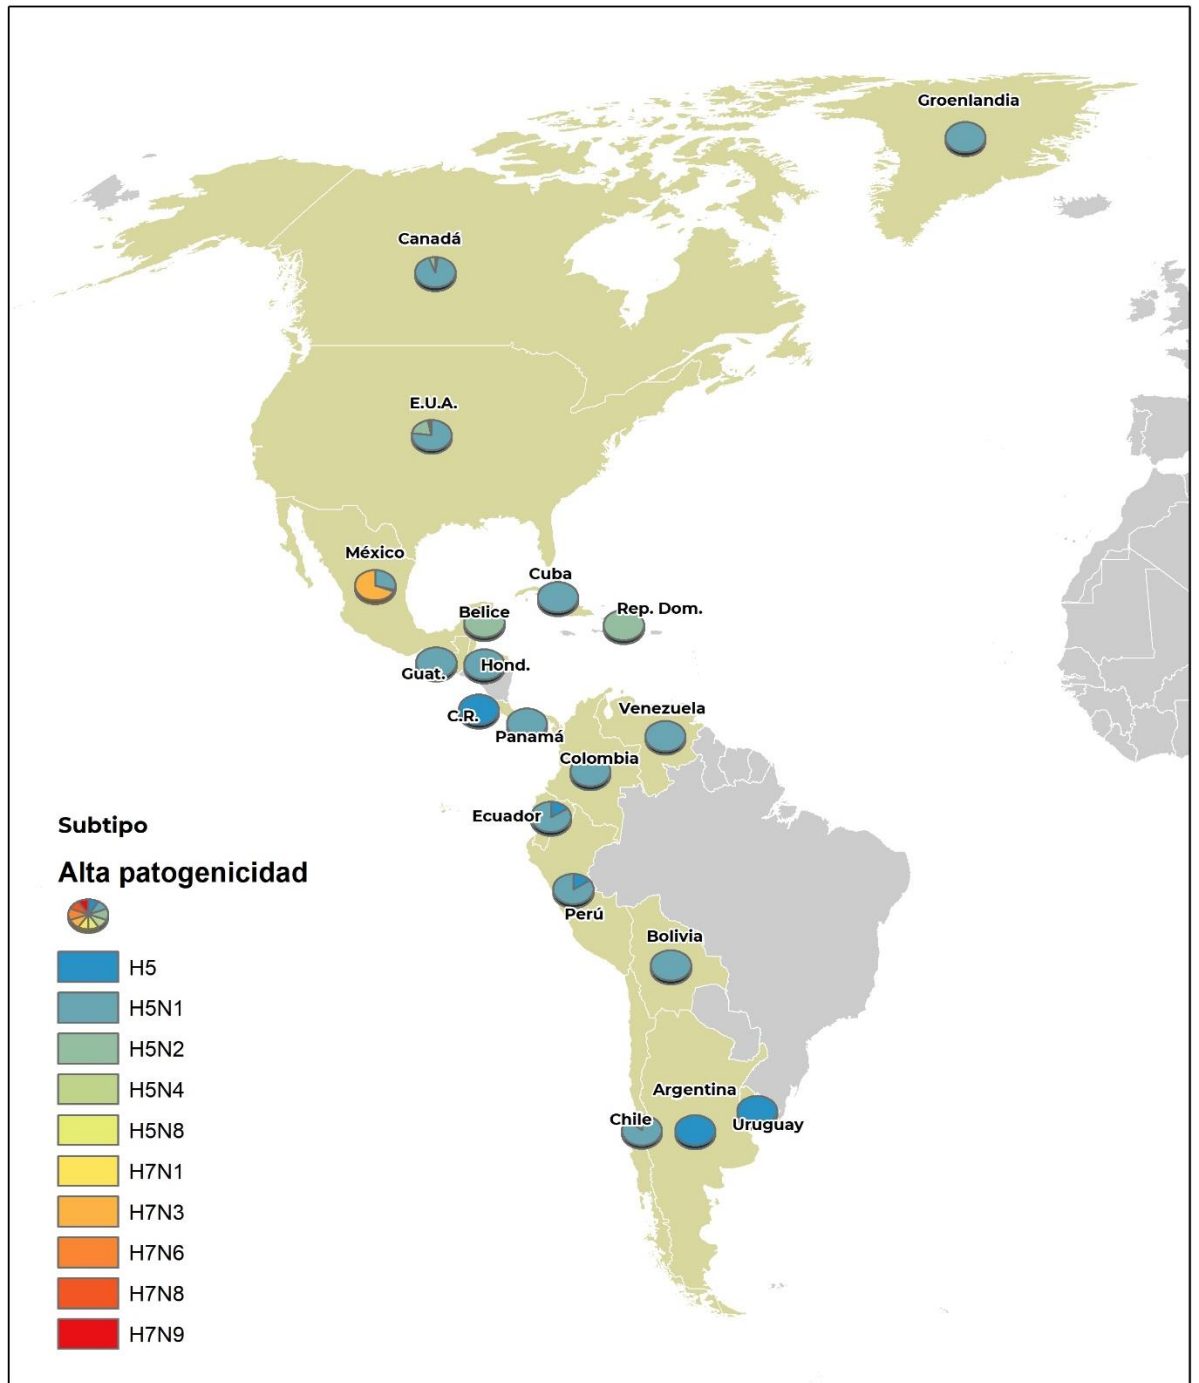 Groenlandia
Canadá
E.U.A.
México
Cuba
Belice
Rep. Dom.
Guat.
Hond.
C.R.
Panamá
Venezuela
Colombia
Ecuador
Perú
Bolivia
Argentina
Chile
Uruguay
Subtipo
Alta patogenicidad
H5
H5N1
H5N2
H5N4
H5N8
H7N1
H7N3
H7N6
H7N8
H7N9